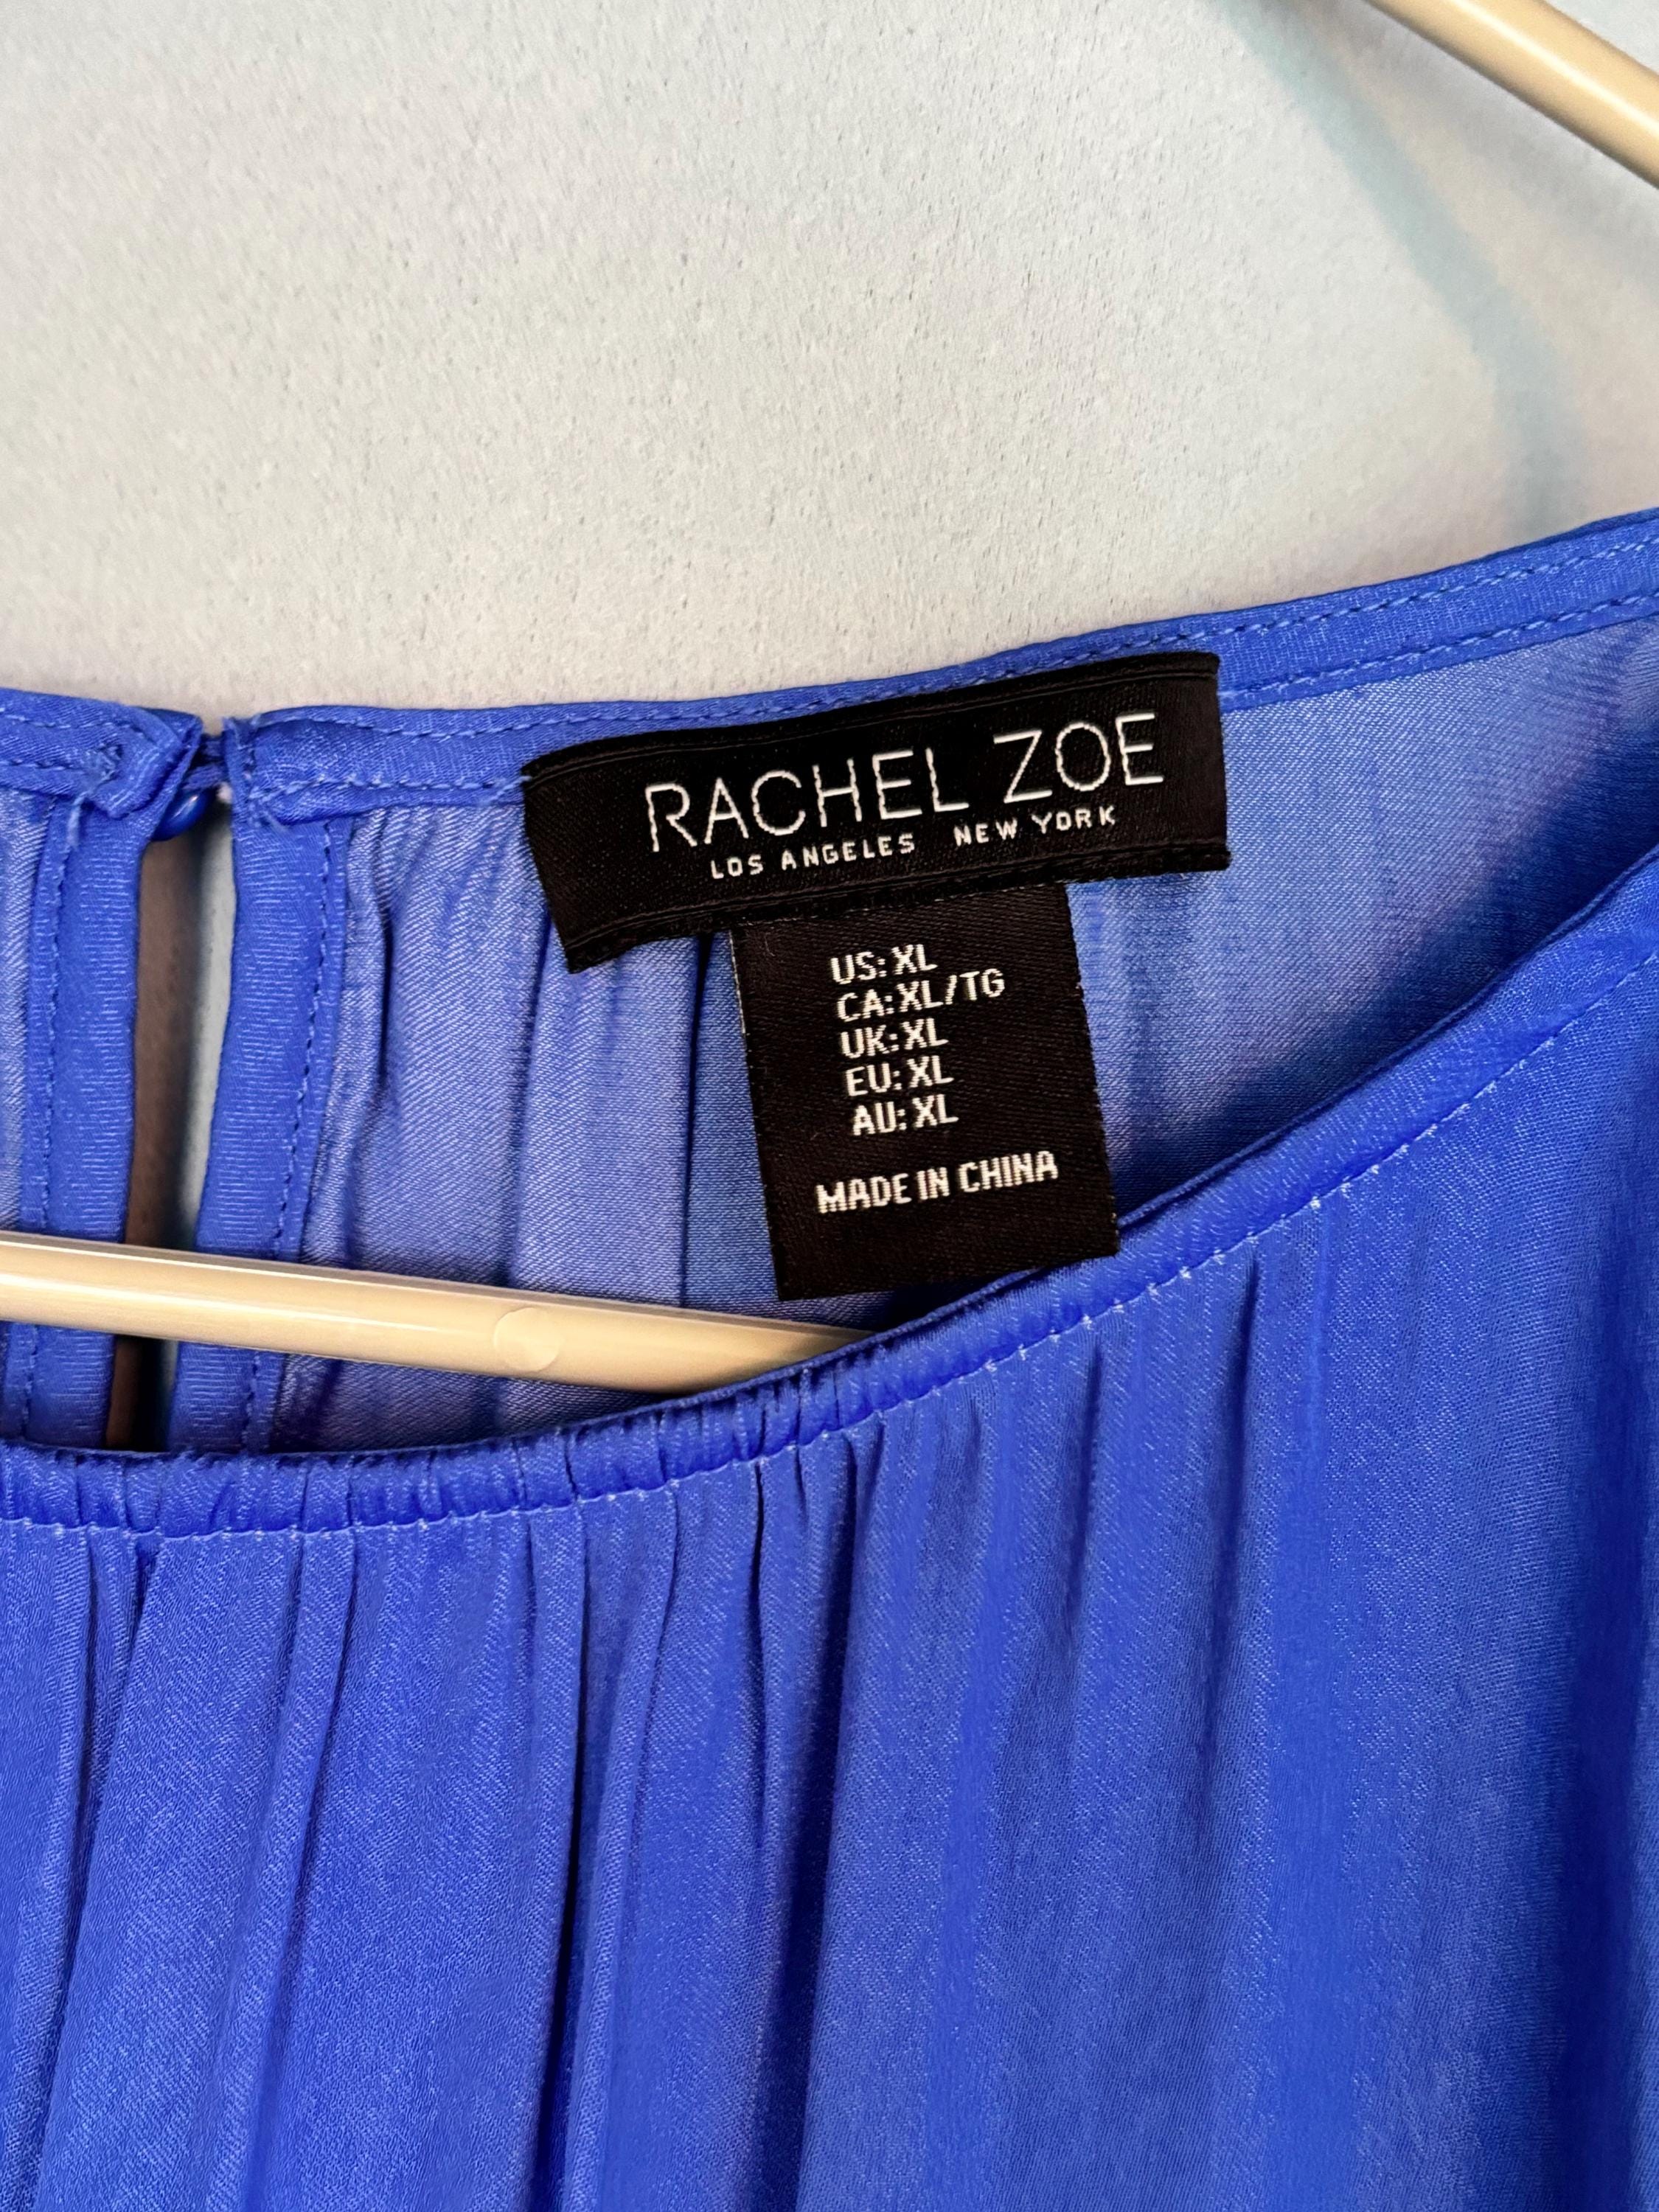 RACHEL ZOE
LOS ANGELES NEW YORK
US: XL
CA: XL/TG
UK: XL
EU: XL
AU: XL
MADE IN CHINA